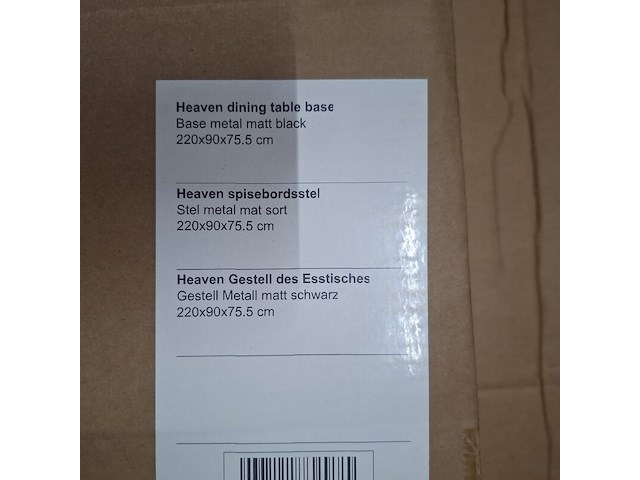 Heaven dining table base
Base metal matt black
220x90x75.5 cm
Heaven spisebordsstel
Stel metal mat sort
220x90x75.5 cm
Heaven Gestell des Esstisches
Gestell Metall matt schwarz
220x90x75.5 cm